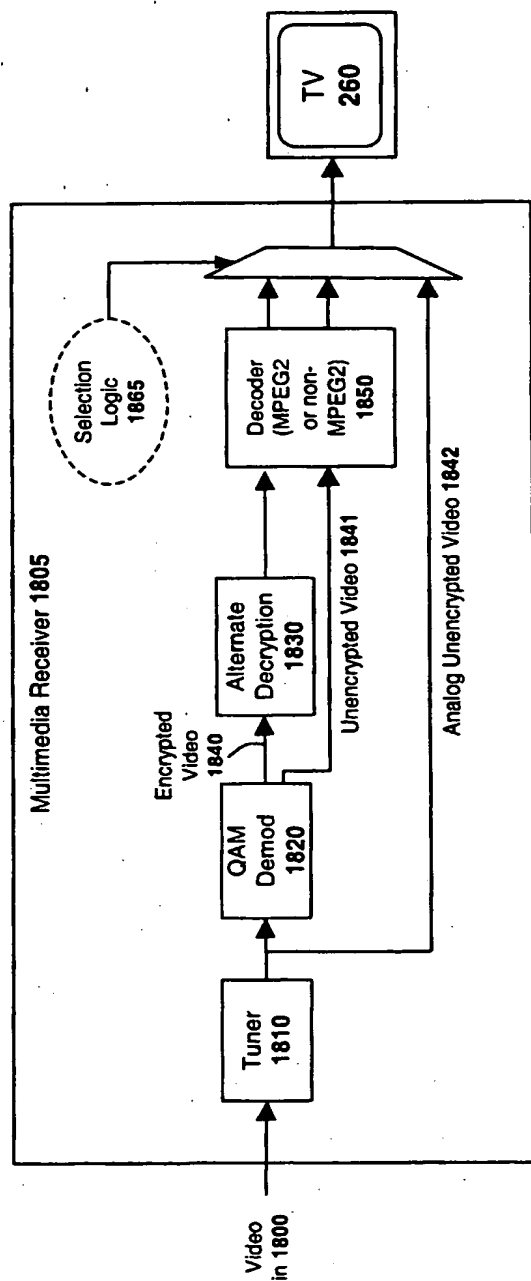 Multimedia Receiver 1805
Video
in 1800
Tuner
1810
QAM
Demod
1820
Encrypted
Video
1840
Alternate
Decryption
1830
Unencrypted Video 1841
Analog Unencrypted Video 1842
Decoder
(MPEG2
or non-
MPEG2)
1850
Selection
Logic
1865
TV
260